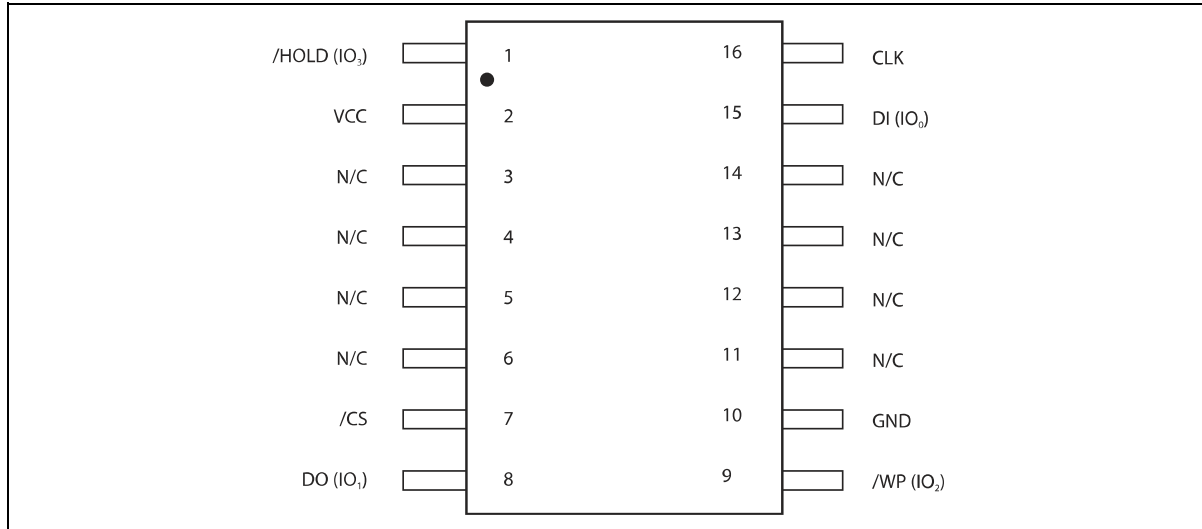 /HOLD (IO₃) 1 16 CLK
VCC 2 15 DI (IO₀)
N/C 3 14 N/C
N/C 4 13 N/C
N/C 5 12 N/C
N/C 6 11 N/C
/CS 7 10 GND
DO (IO₁) 8 9 /WP (IO₂)